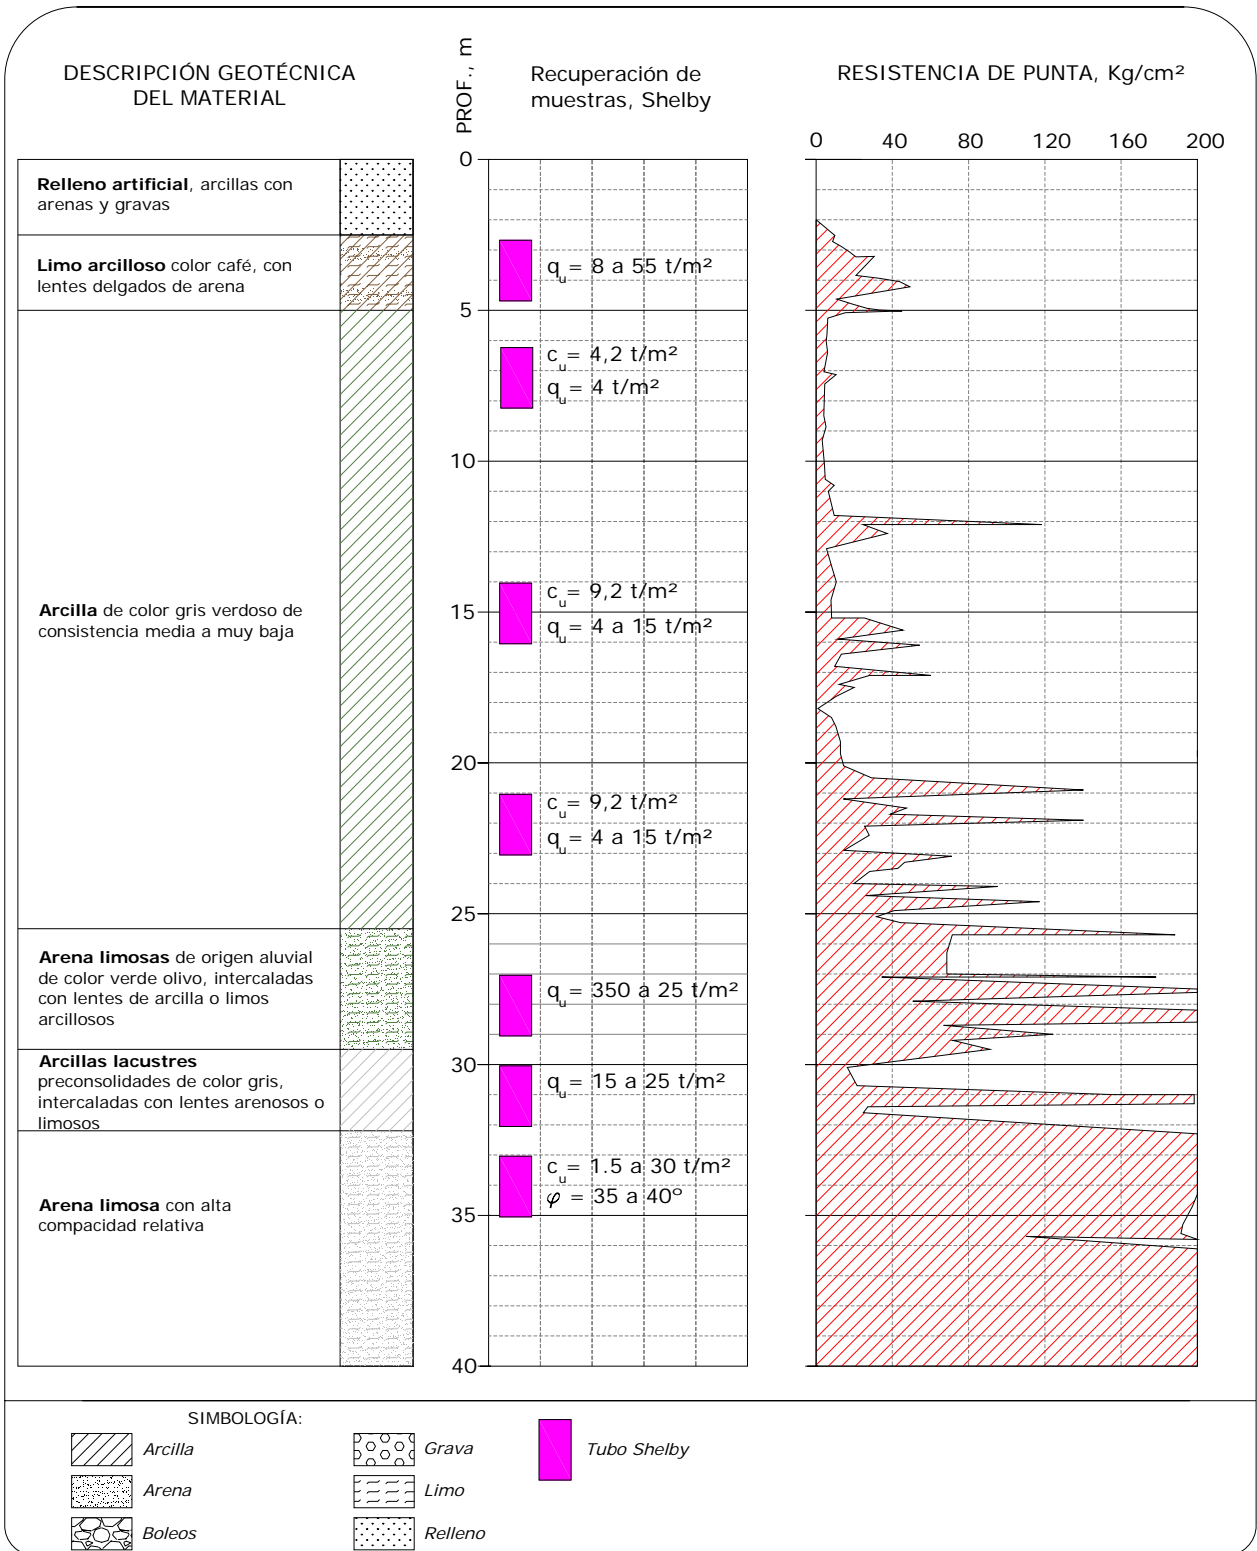 DESCRIPCIÓN GEOTÉCNICA
DEL MATERIAL
PROF., m
Recuperación de
muestras, Shelby
RESISTENCIA DE PUNTA, Kg/cm²
0 40 80 120 160 200
0
5
10
15
20
25
30
35
40
Relleno artificial, arcillas con
arenas y gravas
Limo arcilloso color café, con
lentes delgados de arena
Arcilla de color gris verdoso de
consistencia media a muy baja
Arena limosas de origen aluvial
de color verde olivo, intercaladas
con lentes de arcilla o limos
arcillosos
Arcillas lacustres
preconsolidades de color gris,
intercaladas con lentes arenosos o
limosos
Arena limosa con alta
compacidad relativa
qu= 8 a 55 t/m²
cu= 4,2 t/m²
qu= 4 t/m²
cu= 9,2 t/m²
qu= 4 a 15 t/m²
cu= 9,2 t/m²
qu= 4 a 15 t/m²
qu= 350 a 25 t/m²
qu= 15 a 25 t/m²
cu= 1.5 a 30 t/m²
φ = 35 a 40º
SIMBOLOGÍA:
Arcilla
Arena
Boleos
Grava
Limo
Relleno
Tubo Shelby